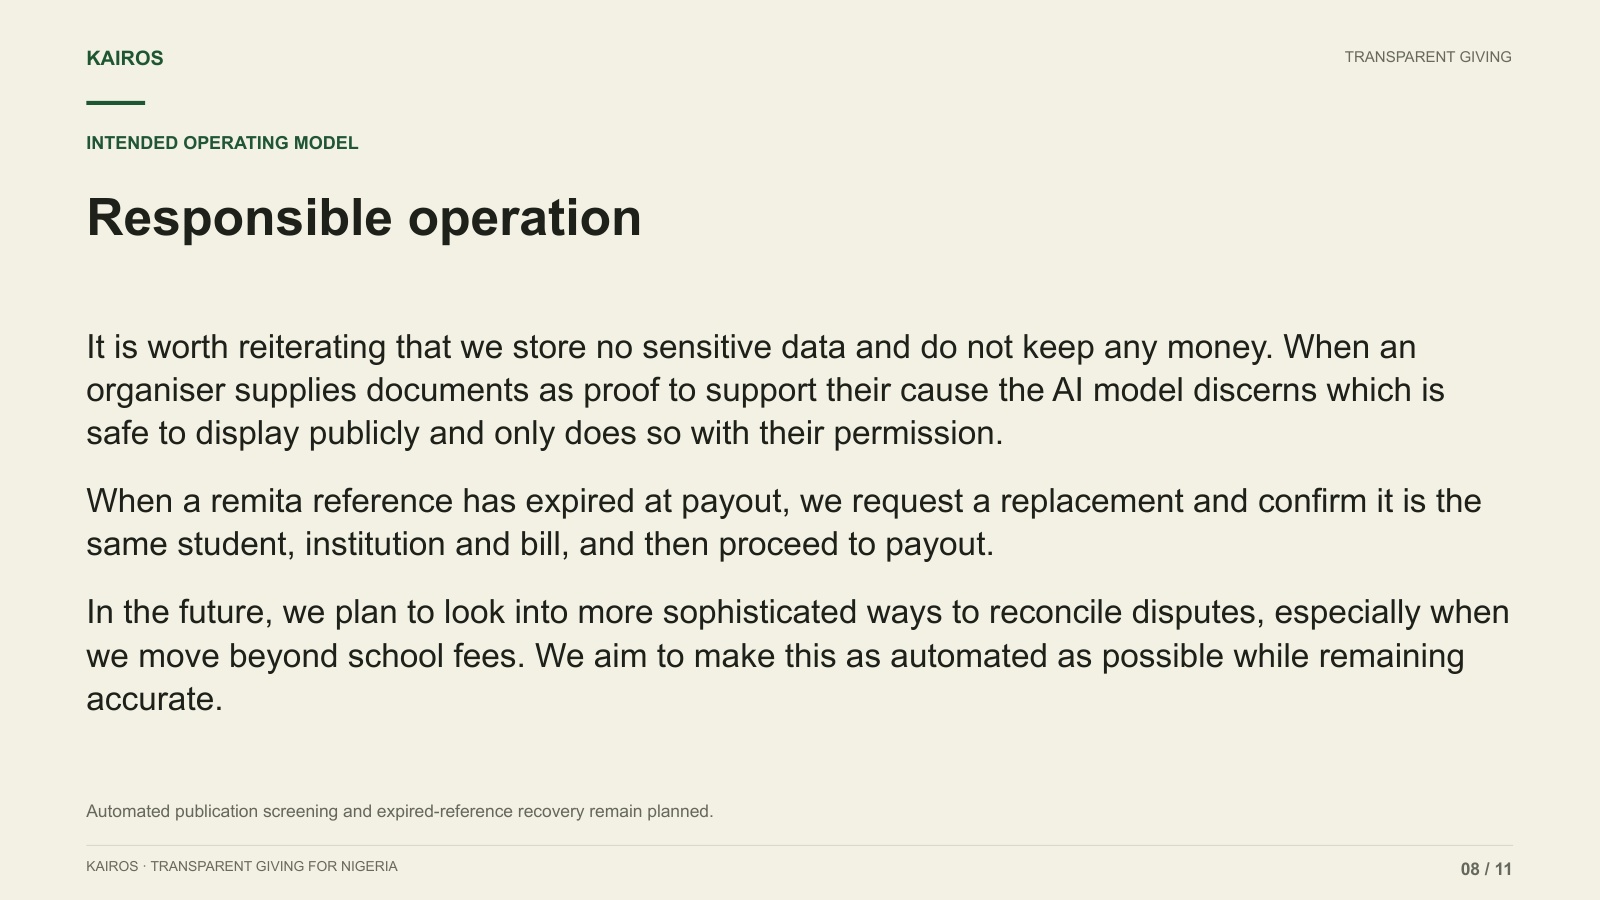 KAIROS
TRANSPARENT GIVING
INTENDED OPERATING MODEL
Responsible operation
It is worth reiterating that we store no sensitive data and do not keep any money. When an
organiser supplies documents as proof to support their cause the AI model discerns which is
safe to display publicly and only does so with their permission.
When a remita reference has expired at payout, we request a replacement and confirm it is the
same student, institution and bill, and then proceed to payout.
In the future, we plan to look into more sophisticated ways to reconcile disputes, especially when
we move beyond school fees. We aim to make this as automated as possible while remaining
accurate.
Automated publication screening and expired-reference recovery remain planned.
KAIROS · TRANSPARENT GIVING FOR NIGERIA
08 / 11